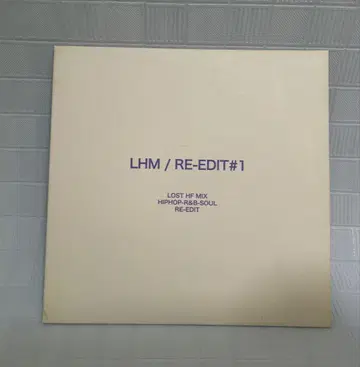 LHM / RE-EDIT#1
LOST HF MIX
HIPHOP-R&B-SOUL
RE-EDIT